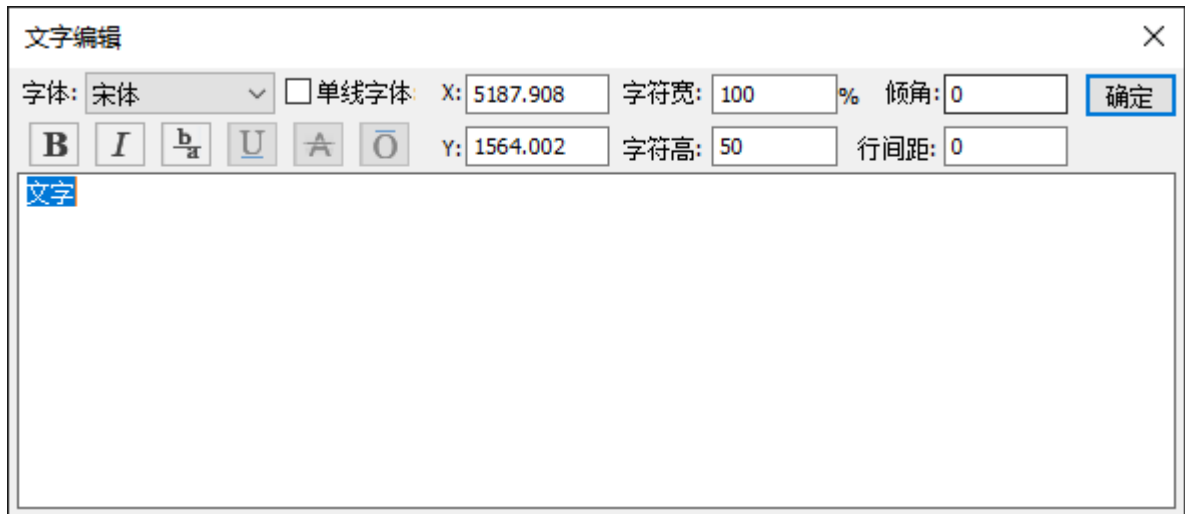 文字编辑
字体: 宋体 单线字体 X: 5187.908 字符宽: 100 % 倾角: 0 确定
B I b/a U A O Y: 1564.002 字符高: 50 行间距: 0
文字